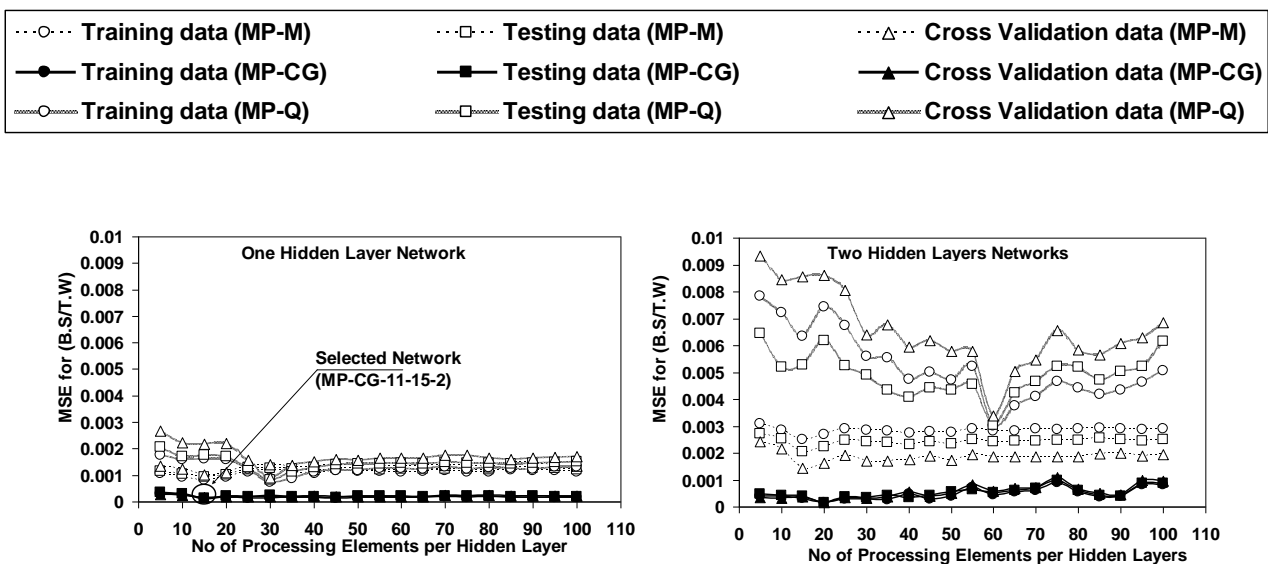 Training data (MP-M) Testing data (MP-M) Cross Validation data (MP-M)
Training data (MP-CG) Testing data (MP-CG) Cross Validation data (MP-CG)
Training data (MP-Q) Testing data (MP-Q) Cross Validation data (MP-Q)
One Hidden Layer Network
MSE for (B.S/T.W)
0.01
0.009
0.008
0.007
0.006
0.005
0.004
0.003
0.002
0.001
0
Selected Network
(MP-CG-11-15-2)
0 10 20 30 40 50 60 70 80 90 100 110
No of Processing Elements per Hidden Layer
Two Hidden Layers Networks
MSE for (B.S/T.W)
0.01
0.009
0.008
0.007
0.006
0.005
0.004
0.003
0.002
0.001
0
0 10 20 30 40 50 60 70 80 90 100 110
No of Processing Elements per Hidden Layers